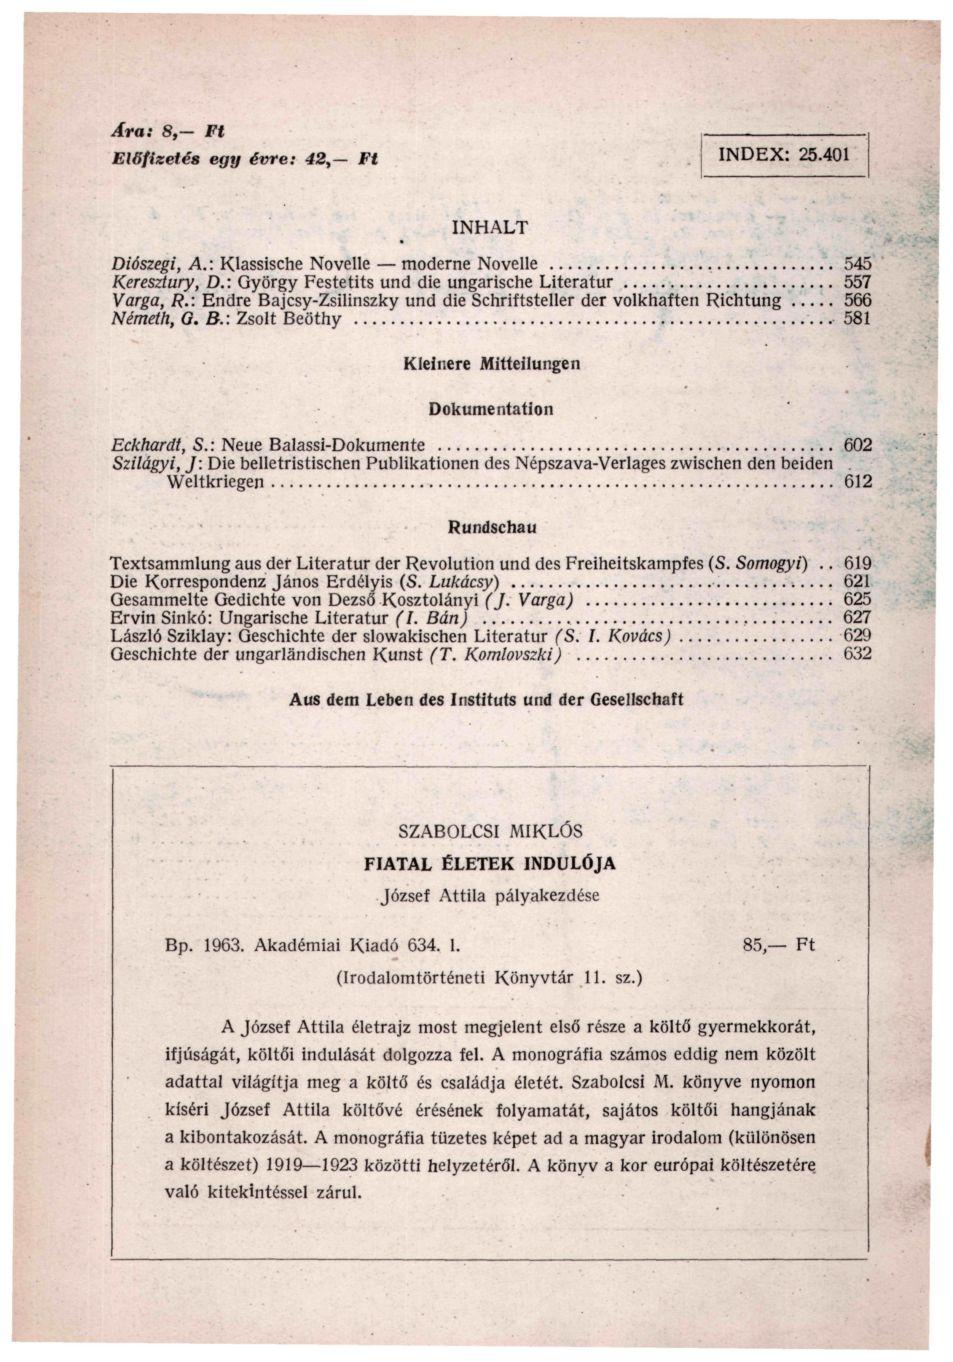 Ára: 8,— Ft
Előfizetés egy évre: 42,— Ft
INDEX: 25.401
INHALT
Diószegi, A.: Klassische Novelle — moderne Novelle ........................ 545
Keresztury, D.: György Festetits und die ungarische Literatur ........................ 557
Varga, R.: Endre Bajcsy-Zsilinszky und die Schriftsteller der volkhaften Richtung ..... 566
Németh, G. B.: Zsolt Beöthy ........................ 581
Kleinere Mitteilungen
Dokumentation
Eckhardt, S.: Neue Balassi-Dokumente ........................ 602
Szilágyi, J: Die belletristischen Publikationen des Népszava-Verlages zwischen den beiden
Weltkriegen ........................ 612
Rundschau
Textsammlung aus der Literatur der Revolution und des Freiheitskampfes (S. Somogyi) .. 619
Die Korrespondenz János Erdélyis (S. Lukácsy) ........................ 621
Gesammelte Gedichte von Dezső Kosztolányi (J. Varga) ........................ 625
Ervin Sinkó: Ungarische Literatur (I. Bán) ........................ 627
László Sziklay: Geschichte der slowakischen Literatur (S. I. Kovács) ................ 629
Geschichte der ungarländischen Kunst (T. Komlovszki) ........................ 632
Aus dem Leben des Instituts und der Gesellschaft
SZABOLCSI MIKLÓS
FIATAL ÉLETEK INDULÓJA
József Attila pályakezdése
Bp. 1963. Akadémiai Kiadó 634. l. 85,— Ft
(Irodalomtörténeti Könyvtár 11. sz.)
A József Attila életrajz most megjelent első része a költő gyermekkorát,
ifjúságát, költői indulását dolgozza fel. A monográfia számos eddig nem közölt
adattal világítja meg a költő és családja életét. Szabolcsi M. könyve nyomon
kíséri József Attila költővé érésének folyamatát, sajátos költői hangjának
a kibontakozását. A monográfia tüzetes képet ad a magyar irodalom (különösen
a költészet) 1919—1923 közötti helyzetéről. A könyv a kor európai költészetére
való kitekintéssel zárul.